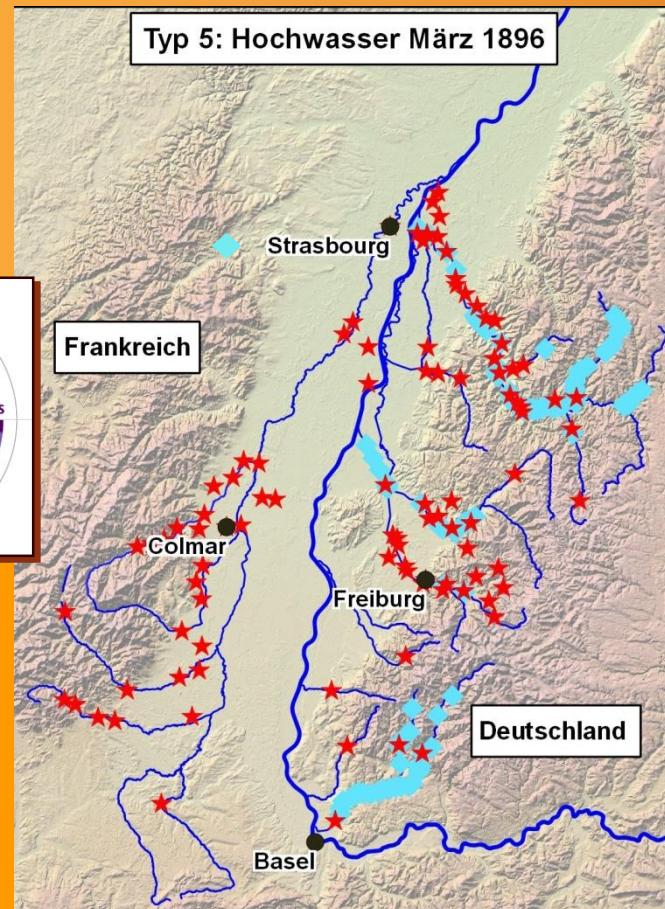 Typ 5: Hochwasser März 1896
Strasbourg
Frankreich
S
Colmar
Freiburg
Deutschland
Basel